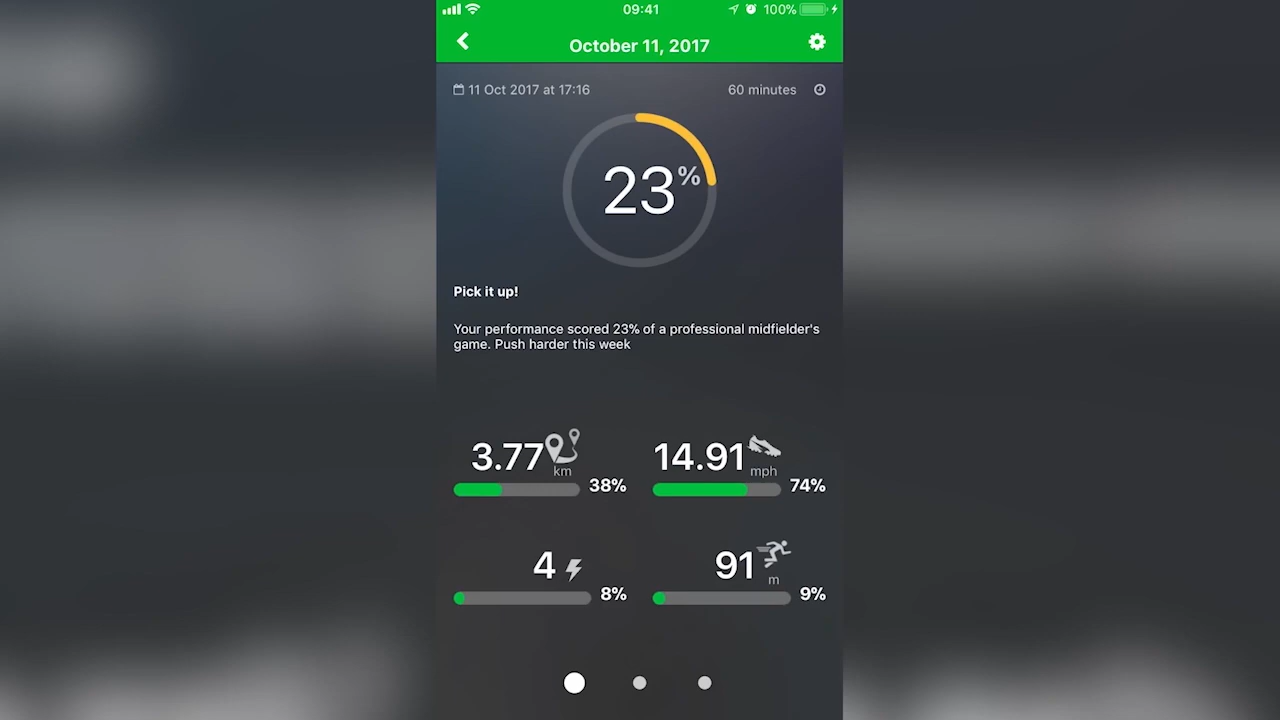 09:41
100%
October 11, 2017
11 Oct 2017 at 17:16
60 minutes
23%
Pick it up!
Your performance scored 23% of a professional midfielder's
game. Push harder this week
3.77 km
38%
14.91 mph
74%
4
8%
91 m
9%